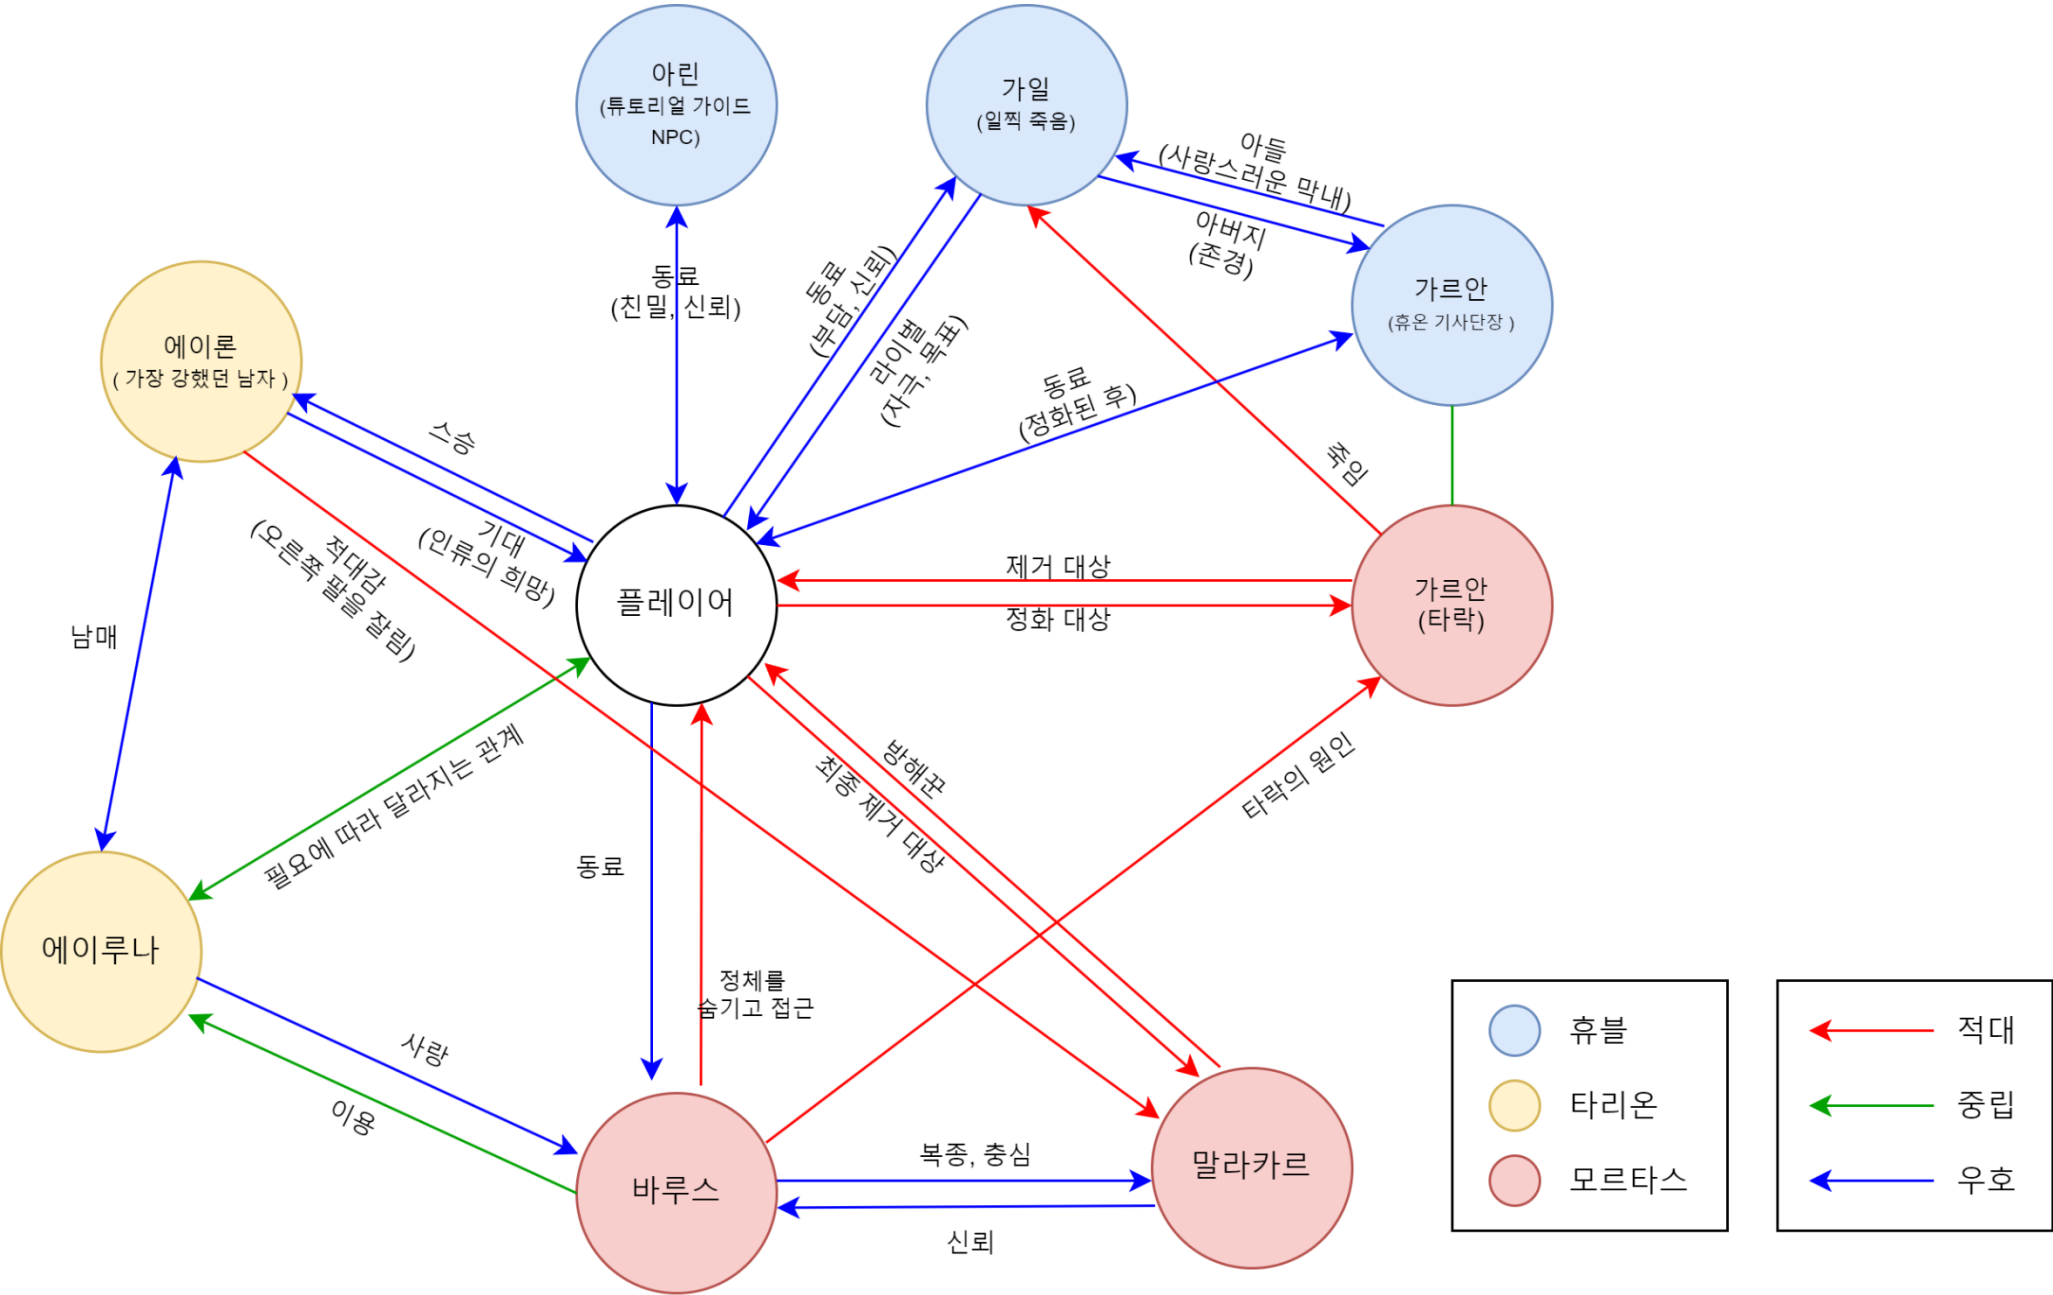 아린
(튜토리얼 가이드
NPC)
가일
(일찍 죽음)
아들
(사랑스러운 막내)
아버지
(존경)
가르안
(휴온 기사단장 )
에이론
( 가장 강했던 남자 )
동료
(친밀, 신뢰)
동료
(부담, 신뢰)
라이벌
(자극, 목표)
동료
(정화된 후)
죽임
스승
기대
(인류의 희망)
적대감
(오른쪽 팔을 잘림)
플레이어
제거 대상
정화 대상
가르안
(타락)
남매
필요에 따라 달라지는 관계
방해꾼
최종 제거 대상
타락의 원인
동료
정체를
숨기고 접근
에이루나
사랑
이용
바루스
복종, 충심
신뢰
말라카르
휴블
타리온
모르타스
적대
중립
우호